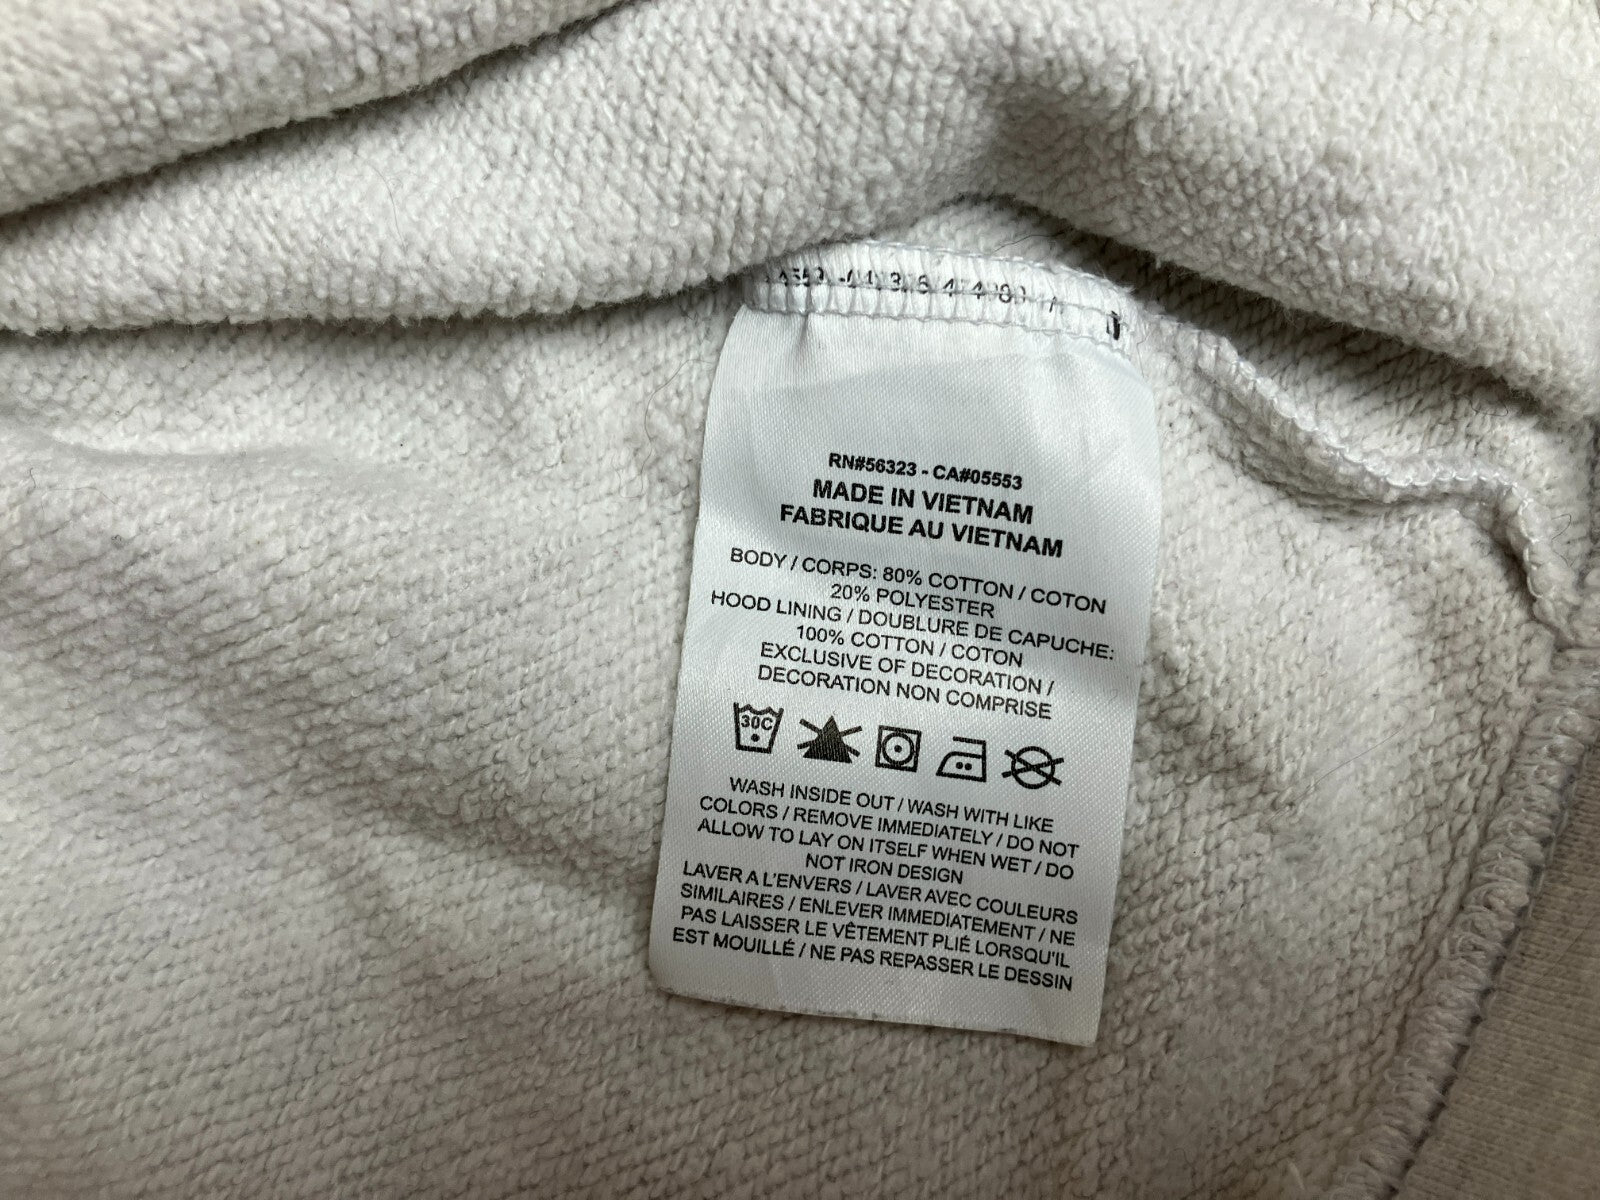 RN#56323 - CA#05553
MADE IN VIETNAM
FABRIQUE AU VIETNAM
BODY / CORPS: 80% COTTON / COTON
20% POLYESTER
HOOD LINING / DOUBLURE DE CAPUCHE:
100% COTTON / COTON
EXCLUSIVE OF DECORATION /
DECORATION NON COMPRISE
30C
WASH INSIDE OUT / WASH WITH LIKE
COLORS / REMOVE IMMEDIATELY / DO NOT
ALLOW TO LAY ON ITSELF WHEN WET / DO
NOT IRON DESIGN
LAVER A L'ENVERS / LAVER AVEC COULEURS
SIMILAIRES / ENLEVER IMMEDIATEMENT / NE
PAS LAISSER LE VÊTEMENT PLIÉ LORSQU'IL
EST MOUILLÉ / NE PAS REPASSER LE DESSIN